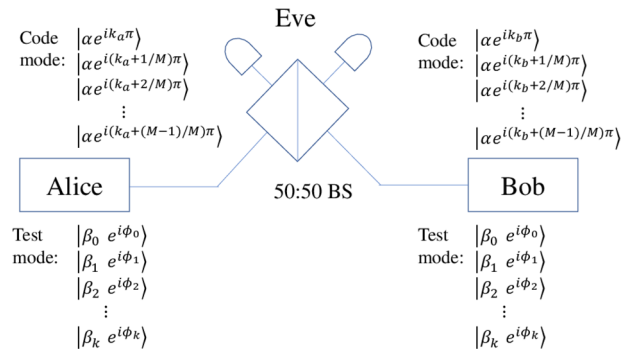 Eve
Code mode:
|αe^{ik_aπ}⟩
|αe^{i(k_a+1/M)π}⟩
|αe^{i(k_a+2/M)π}⟩
⋮
|αe^{i(k_a+(M−1)/M)π}⟩
Code mode:
|αe^{ik_bπ}⟩
|αe^{i(k_b+1/M)π}⟩
|αe^{i(k_b+2/M)π}⟩
⋮
|αe^{i(k_b+(M−1)/M)π}⟩
Alice
50:50 BS
Bob
Test mode:
|β_0 e^{iϕ_0}⟩
|β_1 e^{iϕ_1}⟩
|β_2 e^{iϕ_2}⟩
⋮
|β_k e^{iϕ_k}⟩
Test mode:
|β_0 e^{iϕ_0}⟩
|β_1 e^{iϕ_1}⟩
|β_2 e^{iϕ_2}⟩
⋮
|β_k e^{iϕ_k}⟩